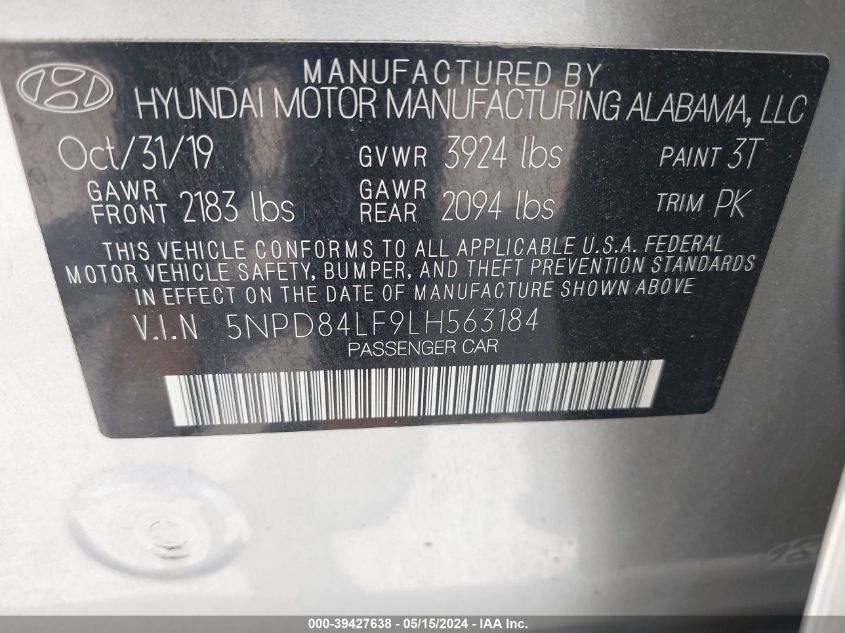 MANUFACTURED BY
HYUNDAI MOTOR MANUFACTURING ALABAMA, LLC
Oct/31/19 GVWR 3924 lbs PAINT 3T
GAWR FRONT 2183 lbs GAWR REAR 2094 lbs TRIM PK
THIS VEHICLE CONFORMS TO ALL APPLICABLE U.S.A. FEDERAL
MOTOR VEHICLE SAFETY, BUMPER, AND THEFT PREVENTION STANDARDS
IN EFFECT ON THE DATE OF MANUFACTURE SHOWN ABOVE
V.I.N 5NPD84LF9LH563184
PASSENGER CAR
000-39427638 - 05/15/2024 - IAA Inc.